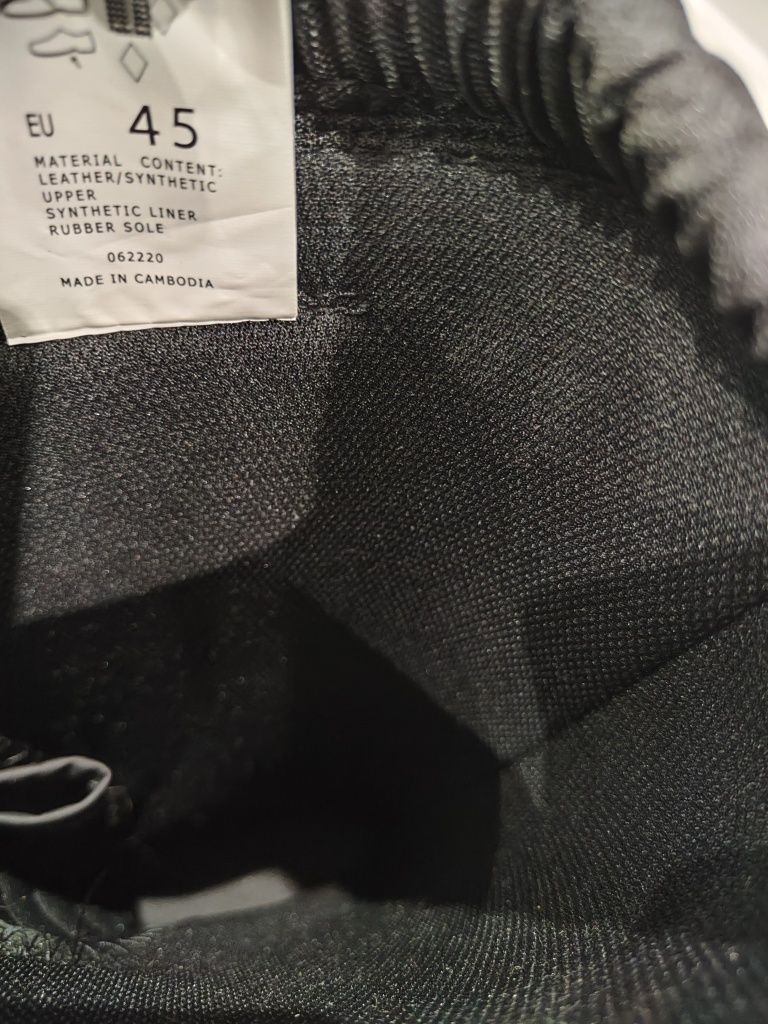 EU 45
MATERIAL CONTENT:
LEATHER/SYNTHETIC
UPPER
SYNTHETIC LINER
RUBBER SOLE
062220
MADE IN CAMBODIA